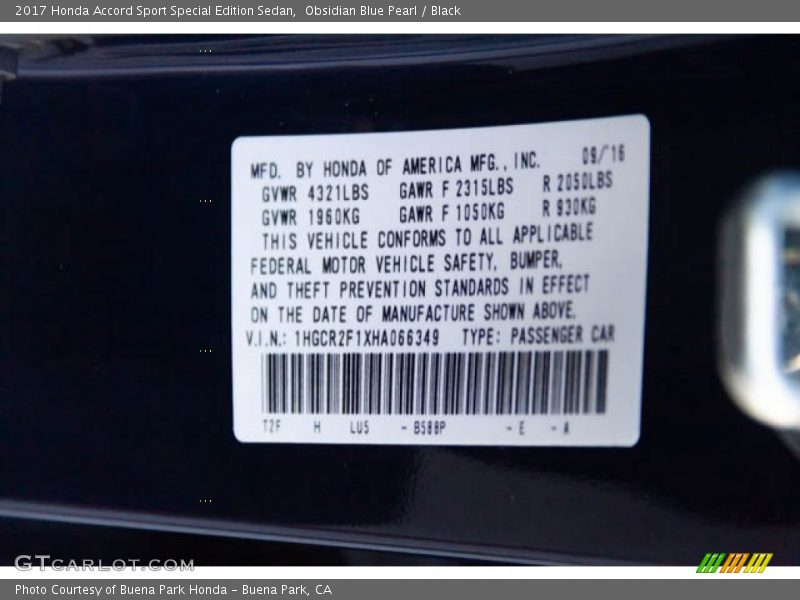 2017 Honda Accord Sport Special Edition Sedan,  Obsidian Blue Pearl / Black
MFD. BY HONDA OF AMERICA MFG., INC. 09/'16
GVWR 4321LBS GAWR F 2315LBS R 2050LBS
GVWR 1960KG GAWR F 1050KG R 930KG
THIS VEHICLE CONFORMS TO ALL APPLICABLE
FEDERAL MOTOR VEHICLE SAFETY, BUMPER,
AND THEFT PREVENTION STANDARDS IN EFFECT
ON THE DATE OF MANUFACTURE SHOWN ABOVE.
V.I.N.: 1HGCR2F1XHA066349 TYPE: PASSENGER CAR
T2F H LU5 - B588P - E - A
GTCARLOT.COM
Photo Courtesy of Buena Park Honda – Buena Park, CA